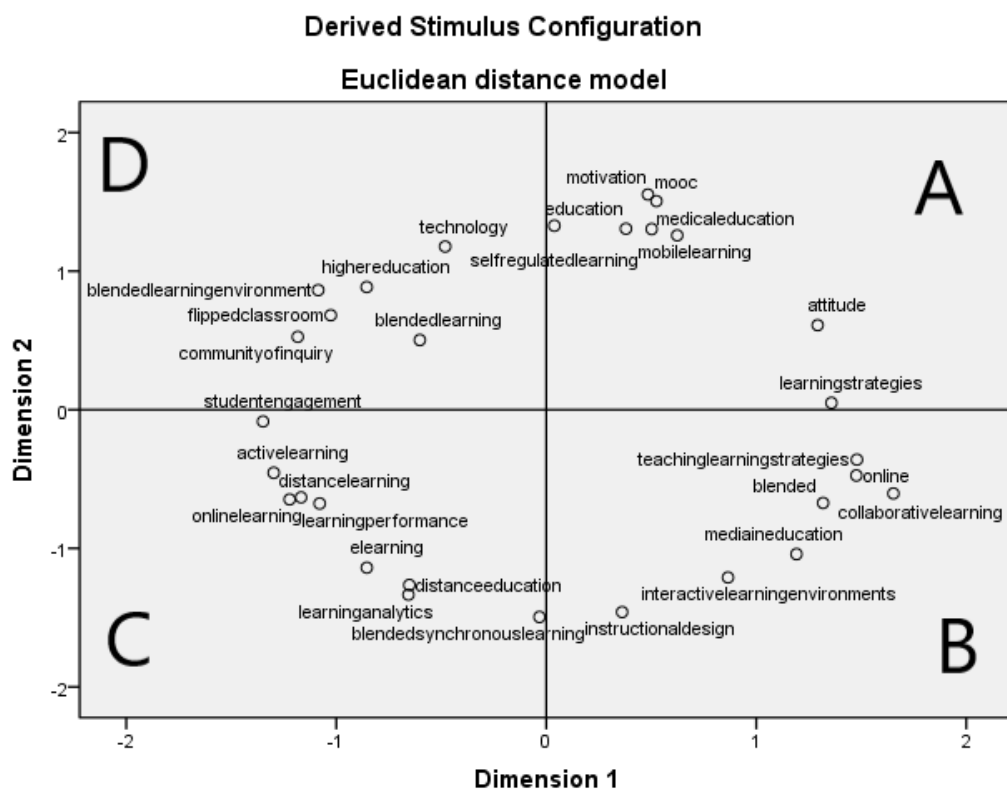 Derived Stimulus Configuration
Euclidean distance model
D
A
B
C
2
1
0
-1
-2
Dimension 2
motivation
mooc
education
medicaleducation
technology
selfregulatedlearning
mobilelearning
highereducation
blendedlearningenvironment
flippedclassroom
blendedlearning
communityofinquiry
attitude
learningstrategies
studentengagement
activelearning
distancelearning
onlinelearning
learningperformance
elearning
distanceeducation
learninganalytics
blendedsynchronouslearning
teachinglearningstrategies
online
blended
collaborativelearning
mediaineducation
interactivelearningenvironments
instructionaldesign
-2
-1
0
1
2
Dimension 1